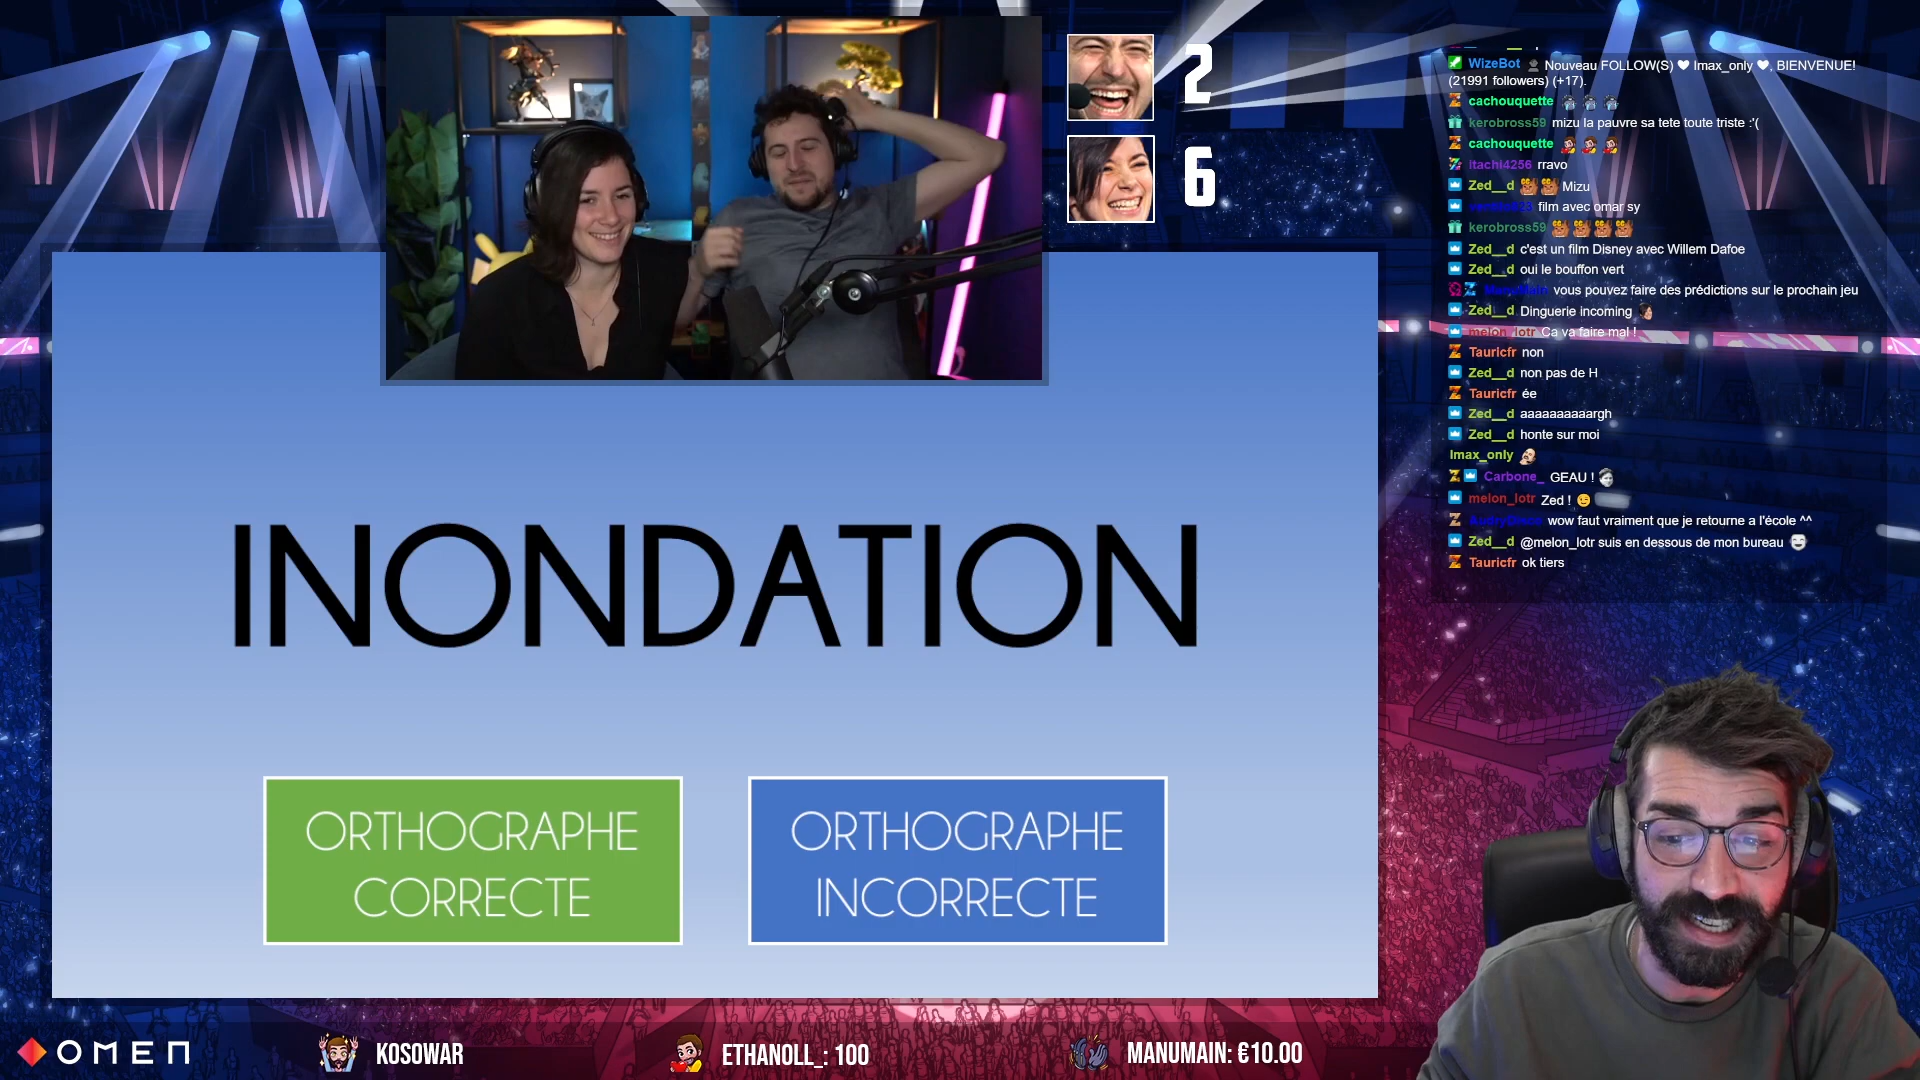 2
6
WizeBot Nouveau FOLLOW(S) ♥ Imax_only ♥, BIENVENUE!
(21991 followers) (+17).
cachouquette
kerobross59 mizu la pauvre sa tete toute triste :'(
cachouquette
Itachi4256 rravo
Zed__d Mizu
film avec omar sy
kerobross59
Zed__d c'est un film Disney avec Willem Dafoe
Zed__d oui le bouffon vert
vous pouvez faire des prédictions sur le prochain jeu
Zed__d Dinguerie incoming
melon_lotr Ca va faire mal !
Tauricfr non
Zed__d non pas de H
Tauricfr ée
Zed__d aaaaaaaaaargh
Zed__d honte sur moi
Imax_only
Carbone_ GEAU !
melon_lotr Zed ! 😉
wow faut vraiment que je retourne a l'école ^^
Zed__d @melon_lotr suis en dessous de mon bureau
Tauricfr ok tiers
INONDATION
ORTHOGRAPHE
CORRECTE
ORTHOGRAPHE
INCORRECTE
OMEN
KOSOWAR
ETHANOLL_: 100
MANUMAIN: €10.00